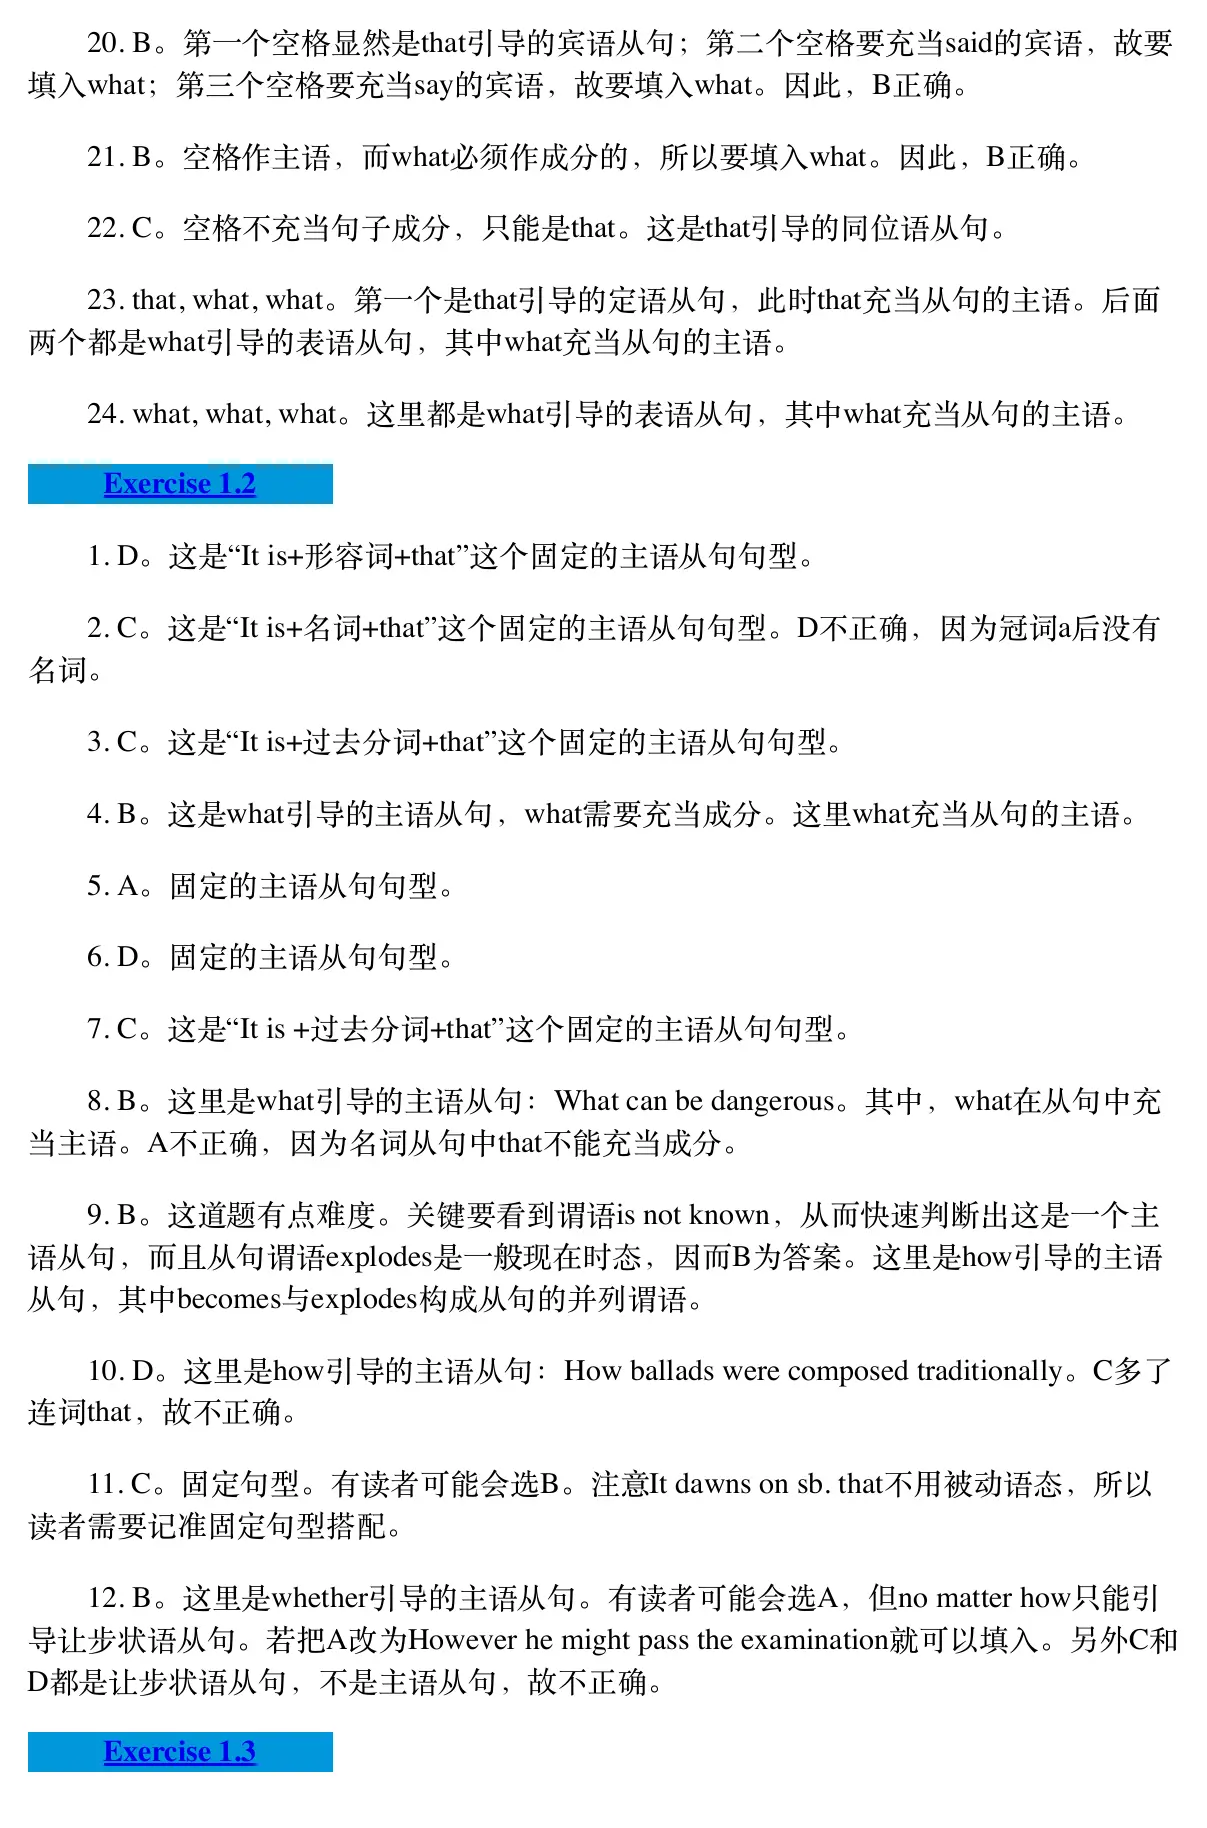 20. B。第一个空格显然是that引导的宾语从句；第二个空格要充当said的宾语，故要
填入what；第三个空格要充当say的宾语，故要填入what。因此，B正确。
21. B。空格作主语，而what必须作成分的，所以要填入what。因此，B正确。
22. C。空格不充当句子成分，只能是that。这是that引导的同位语从句。
23. that, what, what。第一个是that引导的定语从句，此时that充当从句的主语。后面
两个都是what引导的表语从句，其中what充当从句的主语。
24. what, what, what。这里都是what引导的表语从句，其中what充当从句的主语。
Exercise 1.2
1. D。这是“It is+形容词+that”这个固定的主语从句句型。
2. C。这是“It is+名词+that”这个固定的主语从句句型。D不正确，因为冠词a后没有
名词。
3. C。这是“It is+过去分词+that”这个固定的主语从句句型。
4. B。这是what引导的主语从句，what需要充当成分。这里what充当从句的主语。
5. A。固定的主语从句句型。
6. D。固定的主语从句句型。
7. C。这是“It is +过去分词+that”这个固定的主语从句句型。
8. B。这里是what引导的主语从句：What can be dangerous。其中，what在从句中充
当主语。A不正确，因为名词从句中that不能充当成分。
9. B。这道题有点难度。关键要看到谓语is not known，从而快速判断出这是一个主
语从句，而且从句谓语explodes是一般现在时态，因而B为答案。这里是how引导的主语
从句，其中becomes与explodes构成从句的并列谓语。
10. D。这里是how引导的主语从句：How ballads were composed traditionally。C多了
连词that，故不正确。
11. C。固定句型。有读者可能会选B。注意It dawns on sb. that不用被动语态，所以
读者需要记准固定句型搭配。
12. B。这里是whether引导的主语从句。有读者可能会选A，但no matter how只能引
导让步状语从句。若把A改为However he might pass the examination就可以填入。另外C和
D都是让步状语从句，不是主语从句，故不正确。
Exercise 1.3